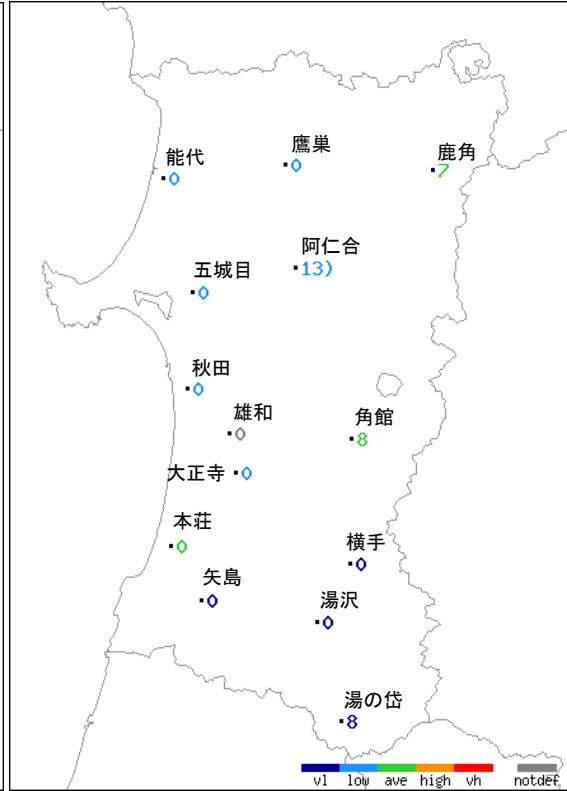 能代
0
鷹巣
0
鹿角
7
阿仁合
13)
五城目
0
秋田
0
雄和
0
角館
8
大正寺
0
本荘
0
横手
0
矢島
0
湯沢
0
湯の岱
8
vl low ave high vh notdef